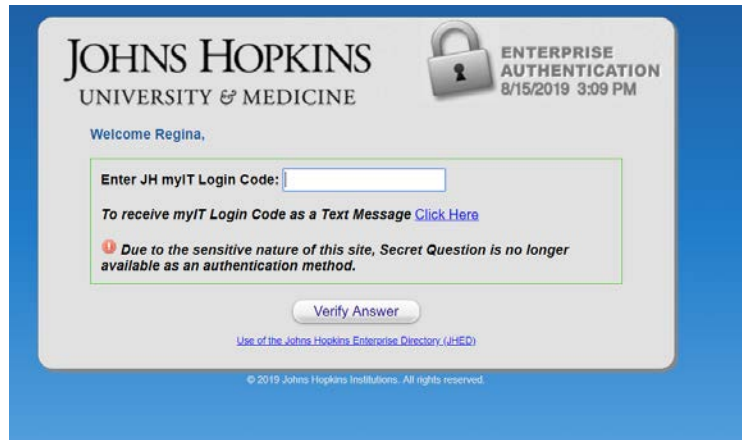 JOHNS HOPKINS
UNIVERSITY & MEDICINE
ENTERPRISE
AUTHENTICATION
8/15/2019 3:09 PM
Welcome Regina,
Enter JH myIT Login Code:
To receive myIT Login Code as a Text Message Click Here
Due to the sensitive nature of this site, Secret Question is no longer
available as an authentication method.
Verify Answer
Use of the Johns Hopkins Enterprise Directory (JHED)
© 2019 Johns Hopkins Institutions. All rights reserved.